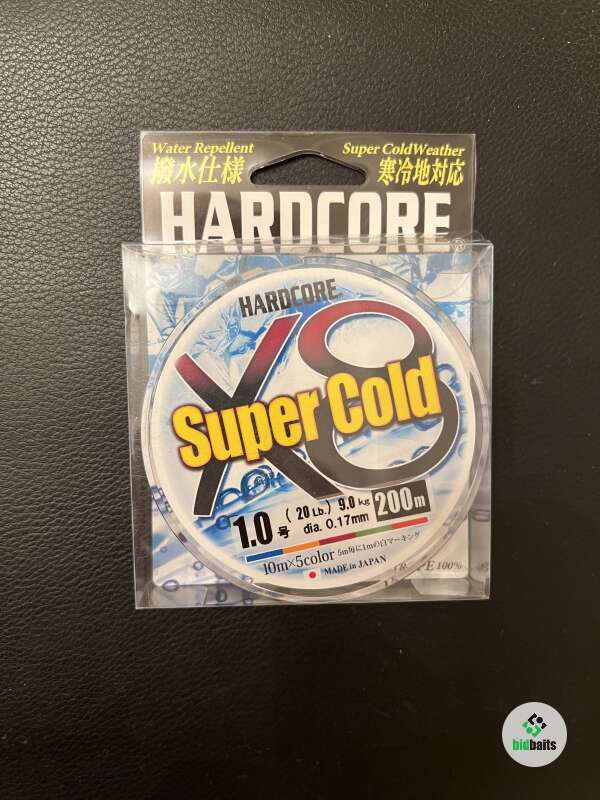 Water Repellent
撥水仕様
Super ColdWeather
寒冷地対応
HARDCORE®
HARDCORE
X8
Super Cold
1.0号
(20Lb.) 9.0kg
dia. 0.17mm
200m
10m×5color 5m毎に1mの白マーキング
MADE in JAPAN
PE 100%
bidbaits